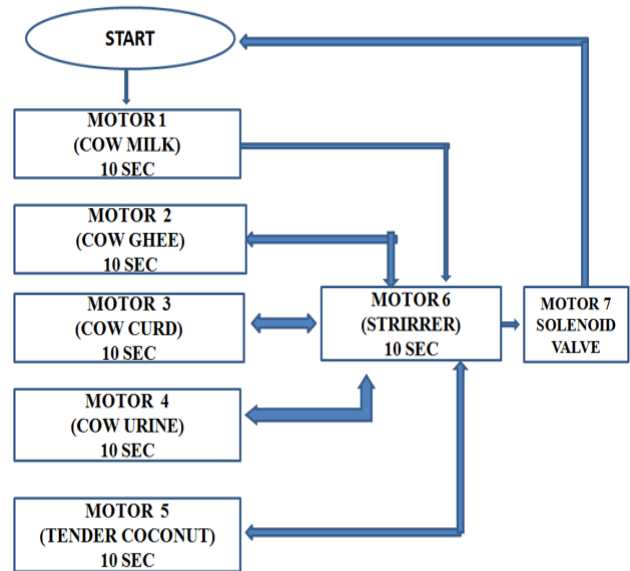 START
MOTOR 1
(COW MILK)
10 SEC
MOTOR 2
(COW GHEE)
10 SEC
MOTOR 3
(COW CURD)
10 SEC
MOTOR 4
(COW URINE)
10 SEC
MOTOR 5
(TENDER COCONUT)
10 SEC
MOTOR 6
(STRIRRER)
10 SEC
MOTOR 7
SOLENOID
VALVE